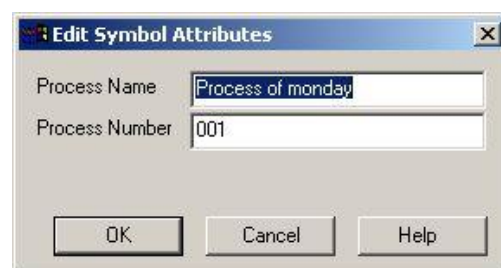 Edit Symbol Attributes
Process Name Process of monday
Process Number 001
OK Cancel Help